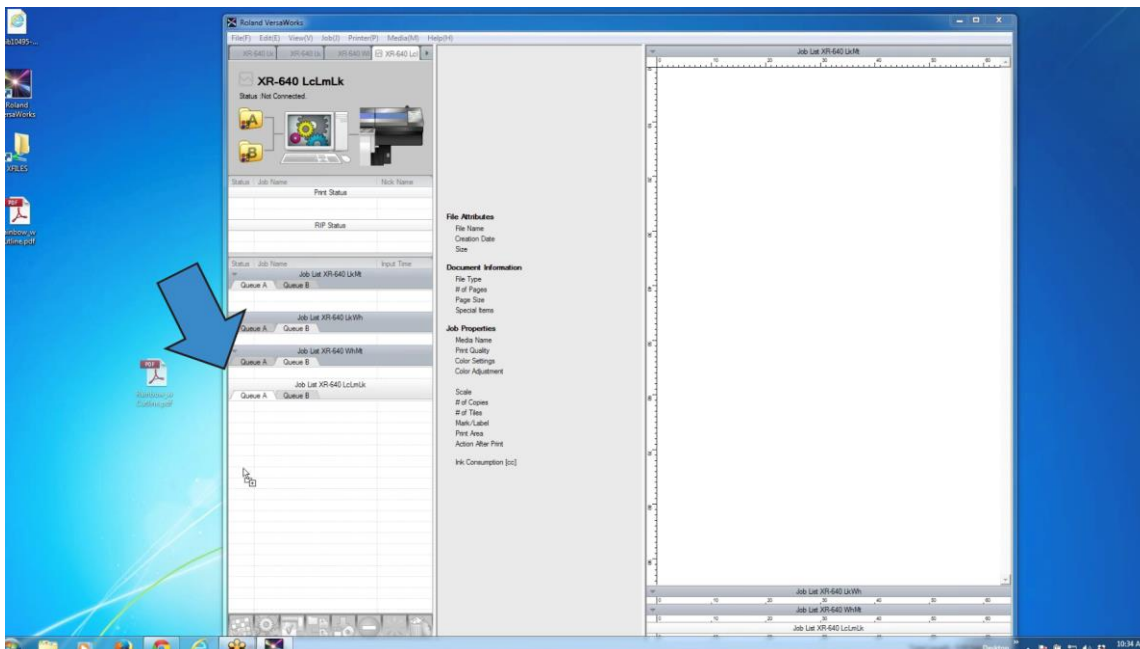 Roland VersaWorks
File(F) Edit(E) View(V) Job(J) Printer(P) Media(M) Help(H)
XR-640 LcL
XR-640 LcLmLk
Status :Not Connected.
A
B
Status Job Name Nick Name
Print Status
RIP Status
Status Job Name Input Time
Job List XR-640 LkMt
Queue A Queue B
Job List XR-640 LkWh
Queue A Queue B
Job List XR-640 WhMt
Queue A Queue B
Job List XR-640 LcLmLk
Queue A Queue B
File Attributes
File Name
Creation Date
Size
Document Information
File Type
# of Pages
Page Size
Special Items
Job Properties
Media Name
Print Quality
Color Settings
Color Adjustment
Scale
# of Copies
# of Tiles
Mark/Label
Print Area
Action After Print
Ink Consumption [cc]
Job List XR-640 LkMt
Job List XR-640 LkWh
Job List XR-640 WhMt
Job List XR-640 LcLmLk
Roland
XFILES
PDF
PDF
Desktop
10:34 A